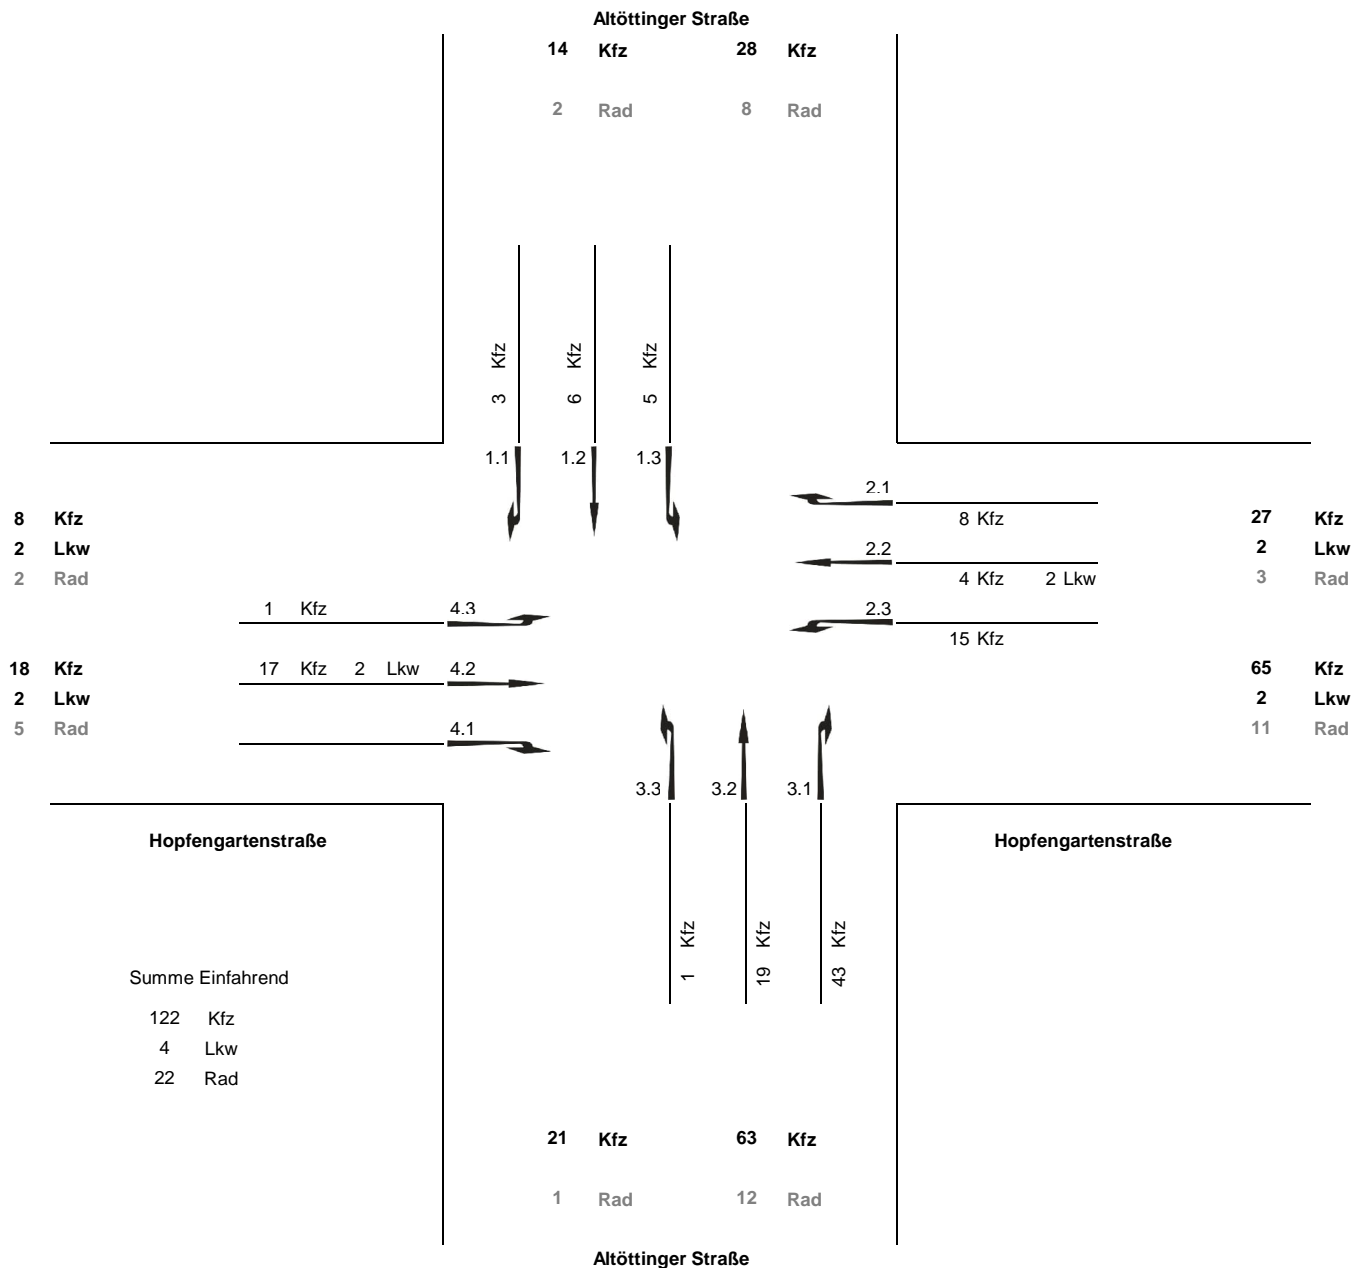 Altöttinger Straße
14 Kfz 28 Kfz
2 Rad 8 Rad
3 Kfz
6 Kfz
5 Kfz
1.1 1.2 1.3
2.1
8 Kfz
2.2
4 Kfz 2 Lkw
2.3
15 Kfz
8 Kfz
2 Lkw
2 Rad
27 Kfz
2 Lkw
3 Rad
1 Kfz 4.3
17 Kfz 2 Lkw 4.2
4.1
18 Kfz
2 Lkw
5 Rad
65 Kfz
2 Lkw
11 Rad
3.3 3.2 3.1
1 Kfz
19 Kfz
43 Kfz
Hopfengartenstraße
Hopfengartenstraße
Summe Einfahrend
122 Kfz
4 Lkw
22 Rad
21 Kfz 63 Kfz
1 Rad 12 Rad
Altöttinger Straße